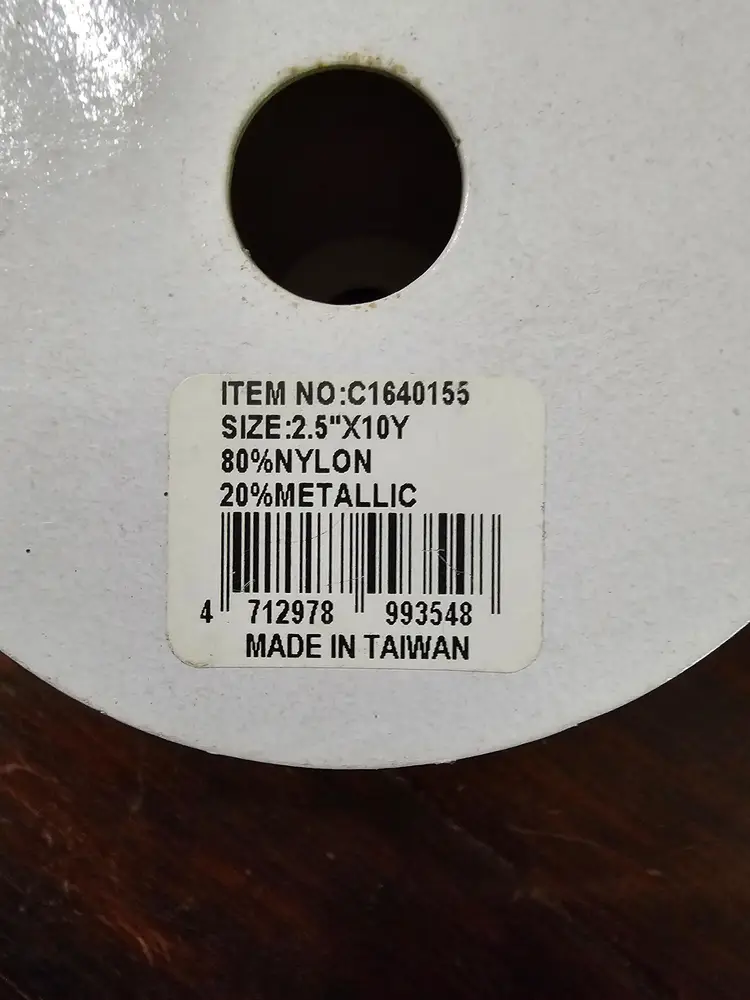 ITEM NO:C1640155
SIZE:2.5"X10Y
80%NYLON
20%METALLIC
4 712978 993548
MADE IN TAIWAN